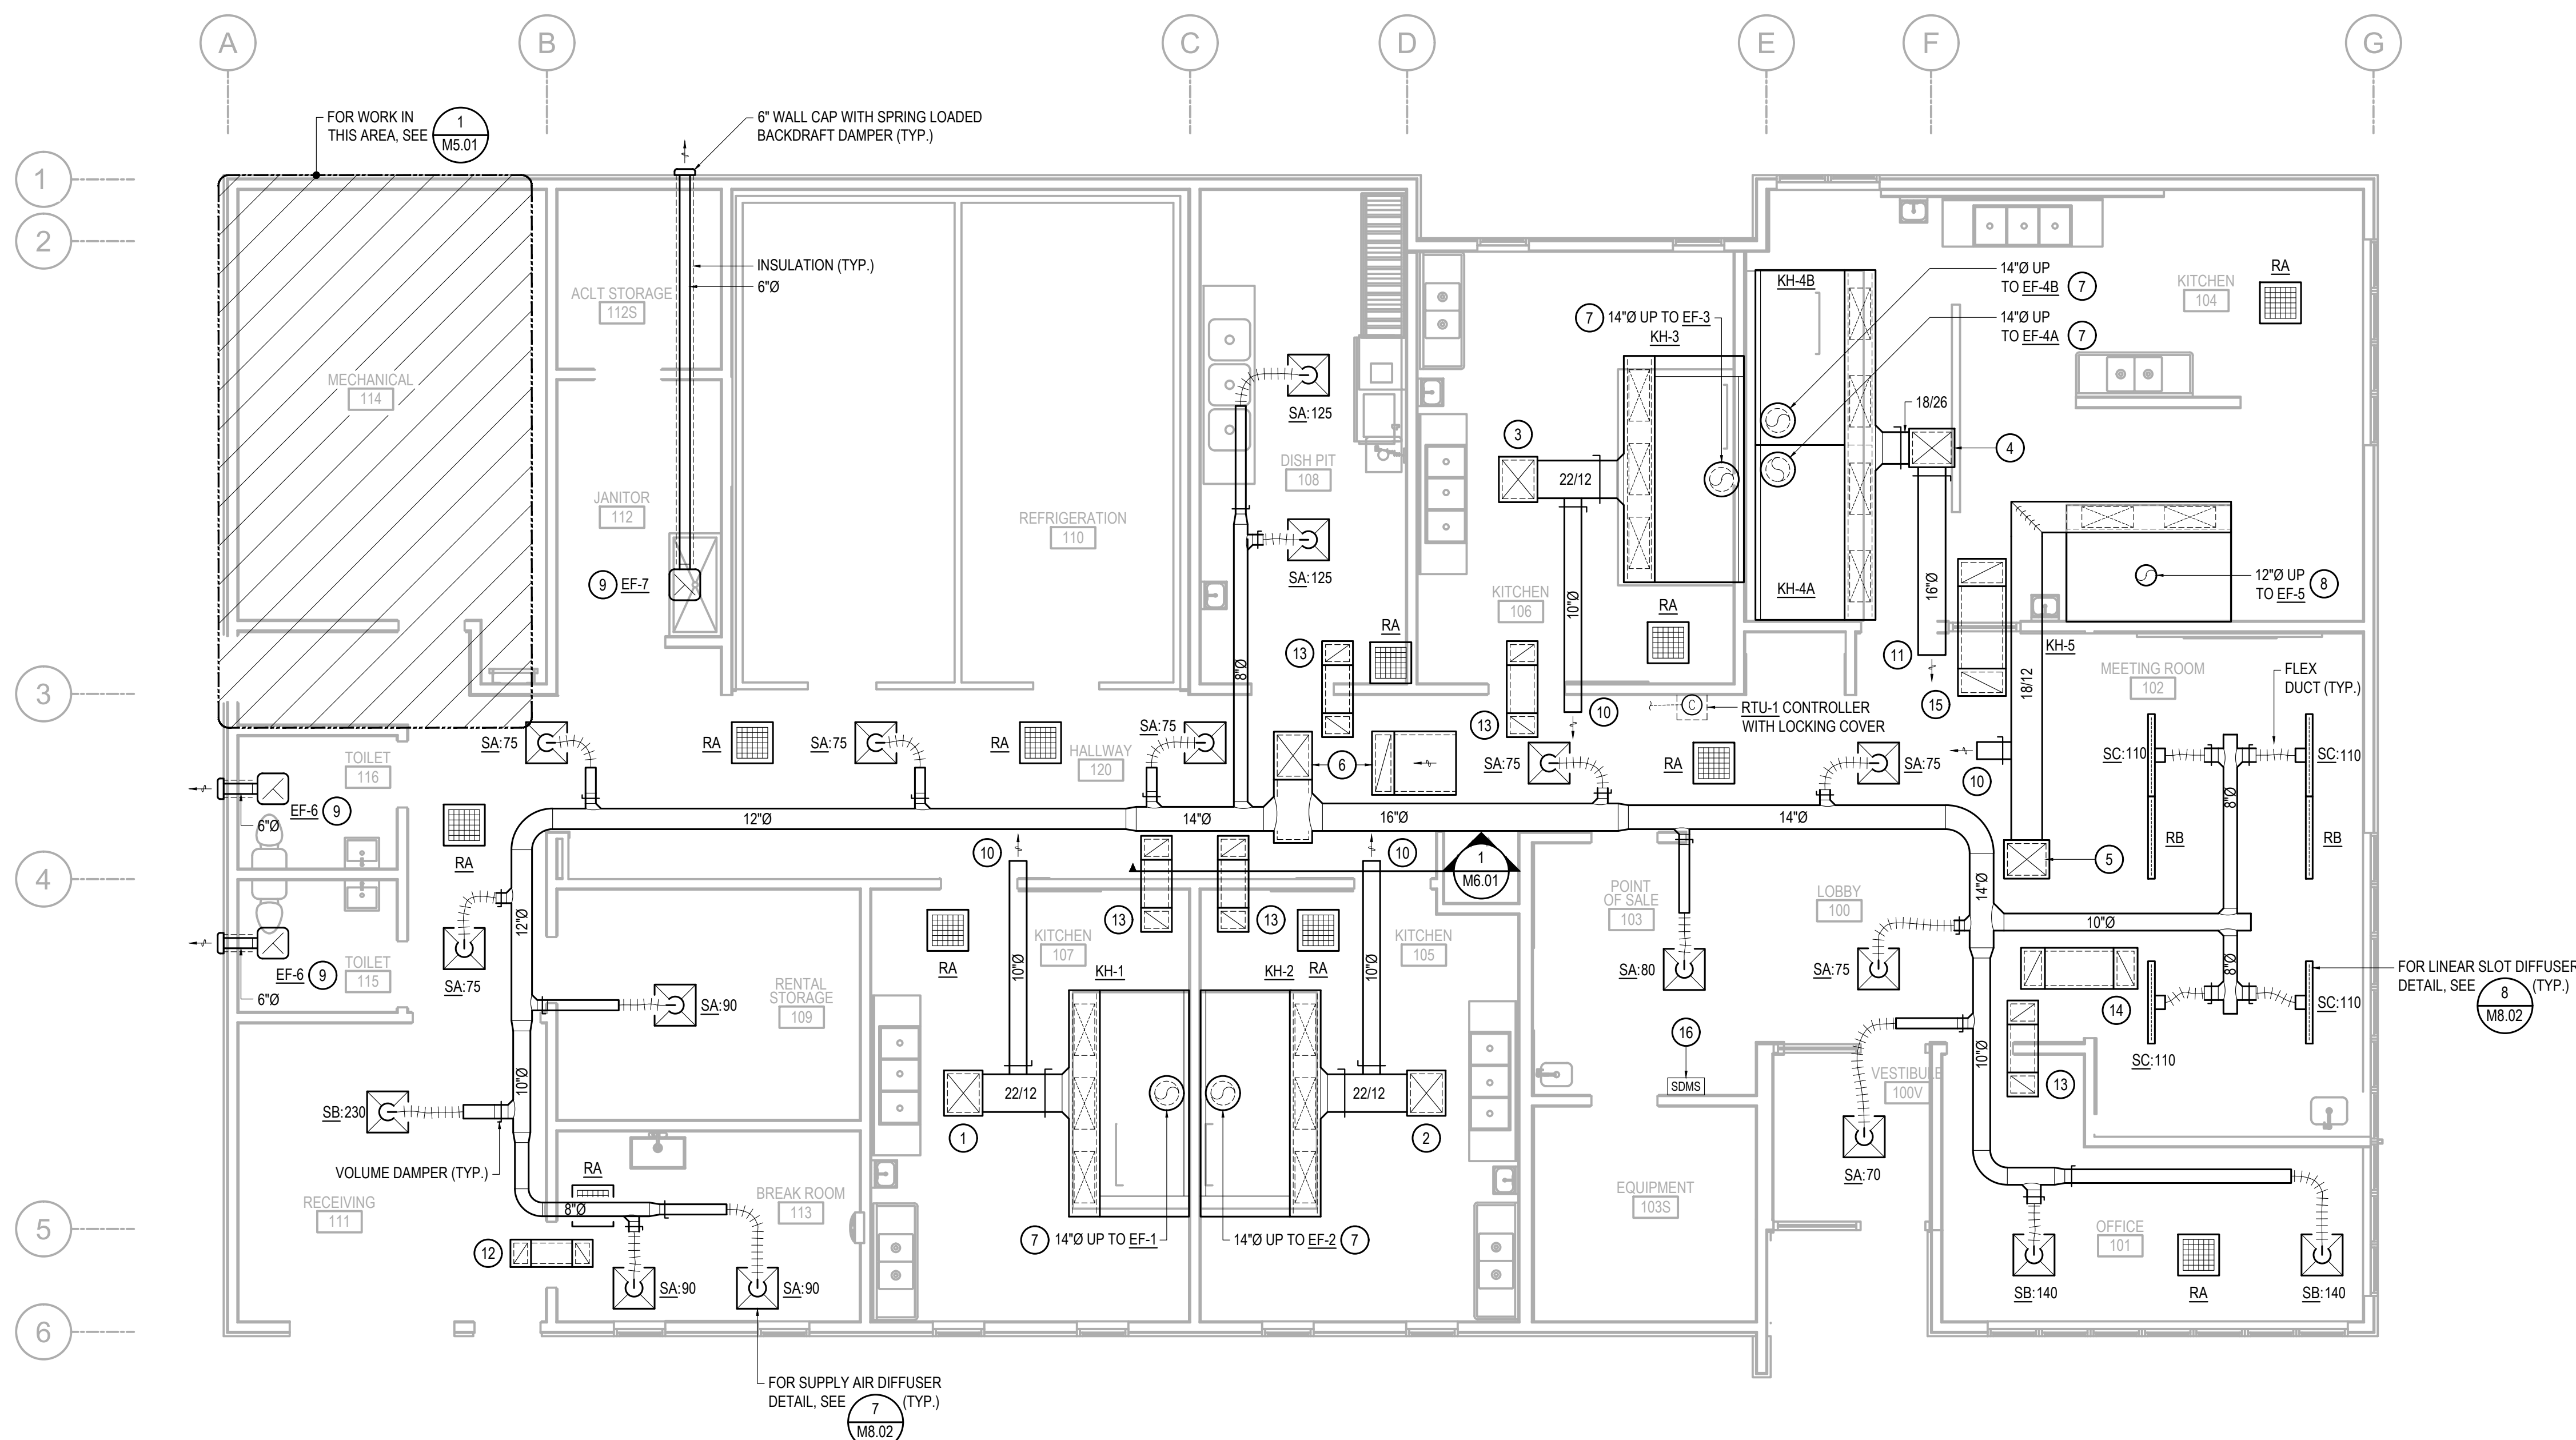 A
B
C
D
E
F
G
FOR WORK IN
THIS AREA, SEE
1
M5.01
6" WALL CAP WITH SPRING LOADED
BACKDRAFT DAMPER (TYP.)
1
2
INSULATION (TYP.)
6"Ø
ACLT STORAGE
112S
MECHANICAL
114
JANITOR
112
9 EF-7
REFRIGERATION
110
SA:125
DISH PIT
108
SA:125
8"Ø
13
RA
7 14"Ø UP TO EF-3
KH-3
3
22/12
KITCHEN
106
10"Ø
RA
13
10
KH-4B
KH-4A
14"Ø UP
TO EF-4B 7
14"Ø UP
TO EF-4A 7
KITCHEN
104
RA
18/26
4
16"Ø
11
15
12"Ø UP
TO EF-5 8
KH-5
18/12
MEETING ROOM
102
FLEX
DUCT (TYP.)
RTU-1 CONTROLLER
WITH LOCKING COVER
C
3
TOILET
116
SA:75
RA
SA:75
RA
HALLWAY
120
SA:75
6
SA:75
RA
SA:75
10
SC:110
SC:110
8"Ø
RB
RB
EF-6 9
6"Ø
RA
12"Ø
14"Ø
16"Ø
14"Ø
10
10
1
M6.01
5
4
12"Ø
TOILET
115
EF-6 9
6"Ø
SA:75
RENTAL
STORAGE
109
SA:90
RA
KITCHEN
107
KH-1
10"Ø
13
13
KH-2
RA
KITCHEN
105
10"Ø
POINT
OF SALE
103
SA:80
LOBBY
100
SA:75
14"Ø
10"Ø
8"Ø
14
SC:110
SC:110
FOR LINEAR SLOT DIFFUSER
DETAIL, SEE
8
M8.02
(TYP.)
16
SDMS
VESTIBULE
100V
10"Ø
13
10"Ø
SB:230
22/12
22/12
1
2
VOLUME DAMPER (TYP.)
RA
SA:70
RECEIVING
111
8"Ø
BREAK ROOM
113
EQUIPMENT
103S
5
12
7 14"Ø UP TO EF-1
14"Ø UP TO EF-2 7
OFFICE
101
SA:90
SA:90
SB:140
RA
SB:140
6
FOR SUPPLY AIR DIFFUSER
DETAIL, SEE
7
M8.02
(TYP.)